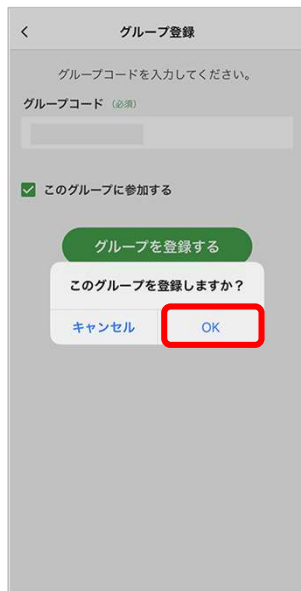 グループ登録
グループコードを入力してください。
グループコード (必須)
このグループに参加する
グループを登録する
このグループを登録しますか？
キャンセル OK